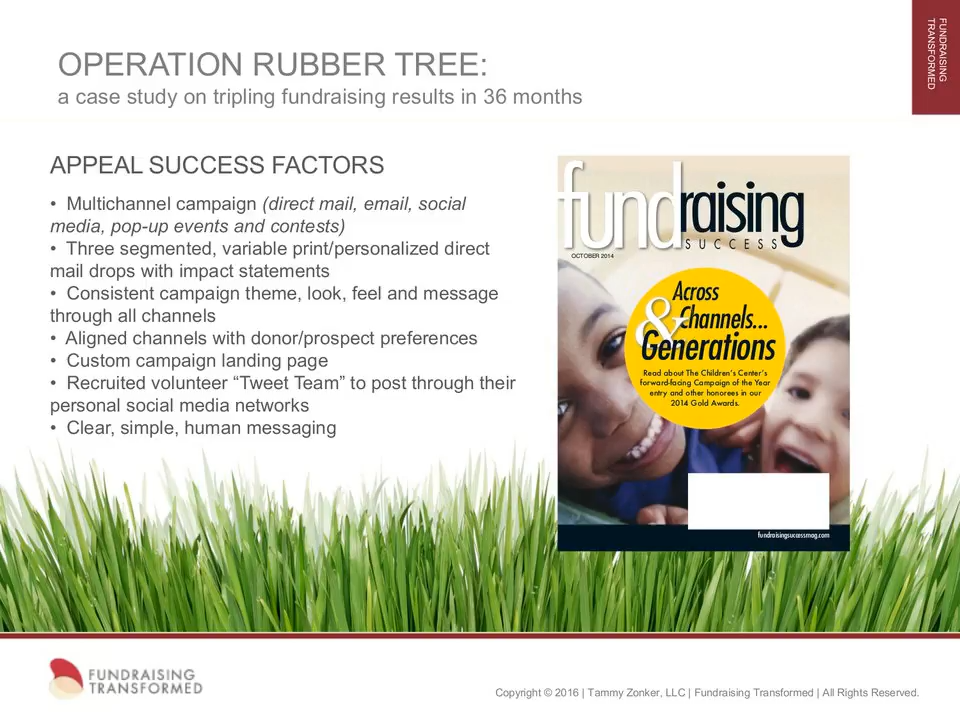 FUNDRAISING
TRANSFORMED
OPERATION RUBBER TREE:
a case study on tripling fundraising results in 36 months
APPEAL SUCCESS FACTORS
• Multichannel campaign (direct mail, email, social
media, pop-up events and contests)
• Three segmented, variable print/personalized direct
mail drops with impact statements
• Consistent campaign theme, look, feel and message
through all channels
• Aligned channels with donor/prospect preferences
• Custom campaign landing page
• Recruited volunteer “Tweet Team” to post through their
personal social media networks
• Clear, simple, human messaging
fundraising
SUCCESS
OCTOBER 2014
Across
& Channels...
Generations
Read about The Children's Center's
forward-facing Campaign of the Year
entry and other honorees in our
2014 Gold Awards.
fundraisingsuccessmag.com
FUNDRAISING
TRANSFORMED
Copyright © 2016 | Tammy Zonker, LLC | Fundraising Transformed | All Rights Reserved.